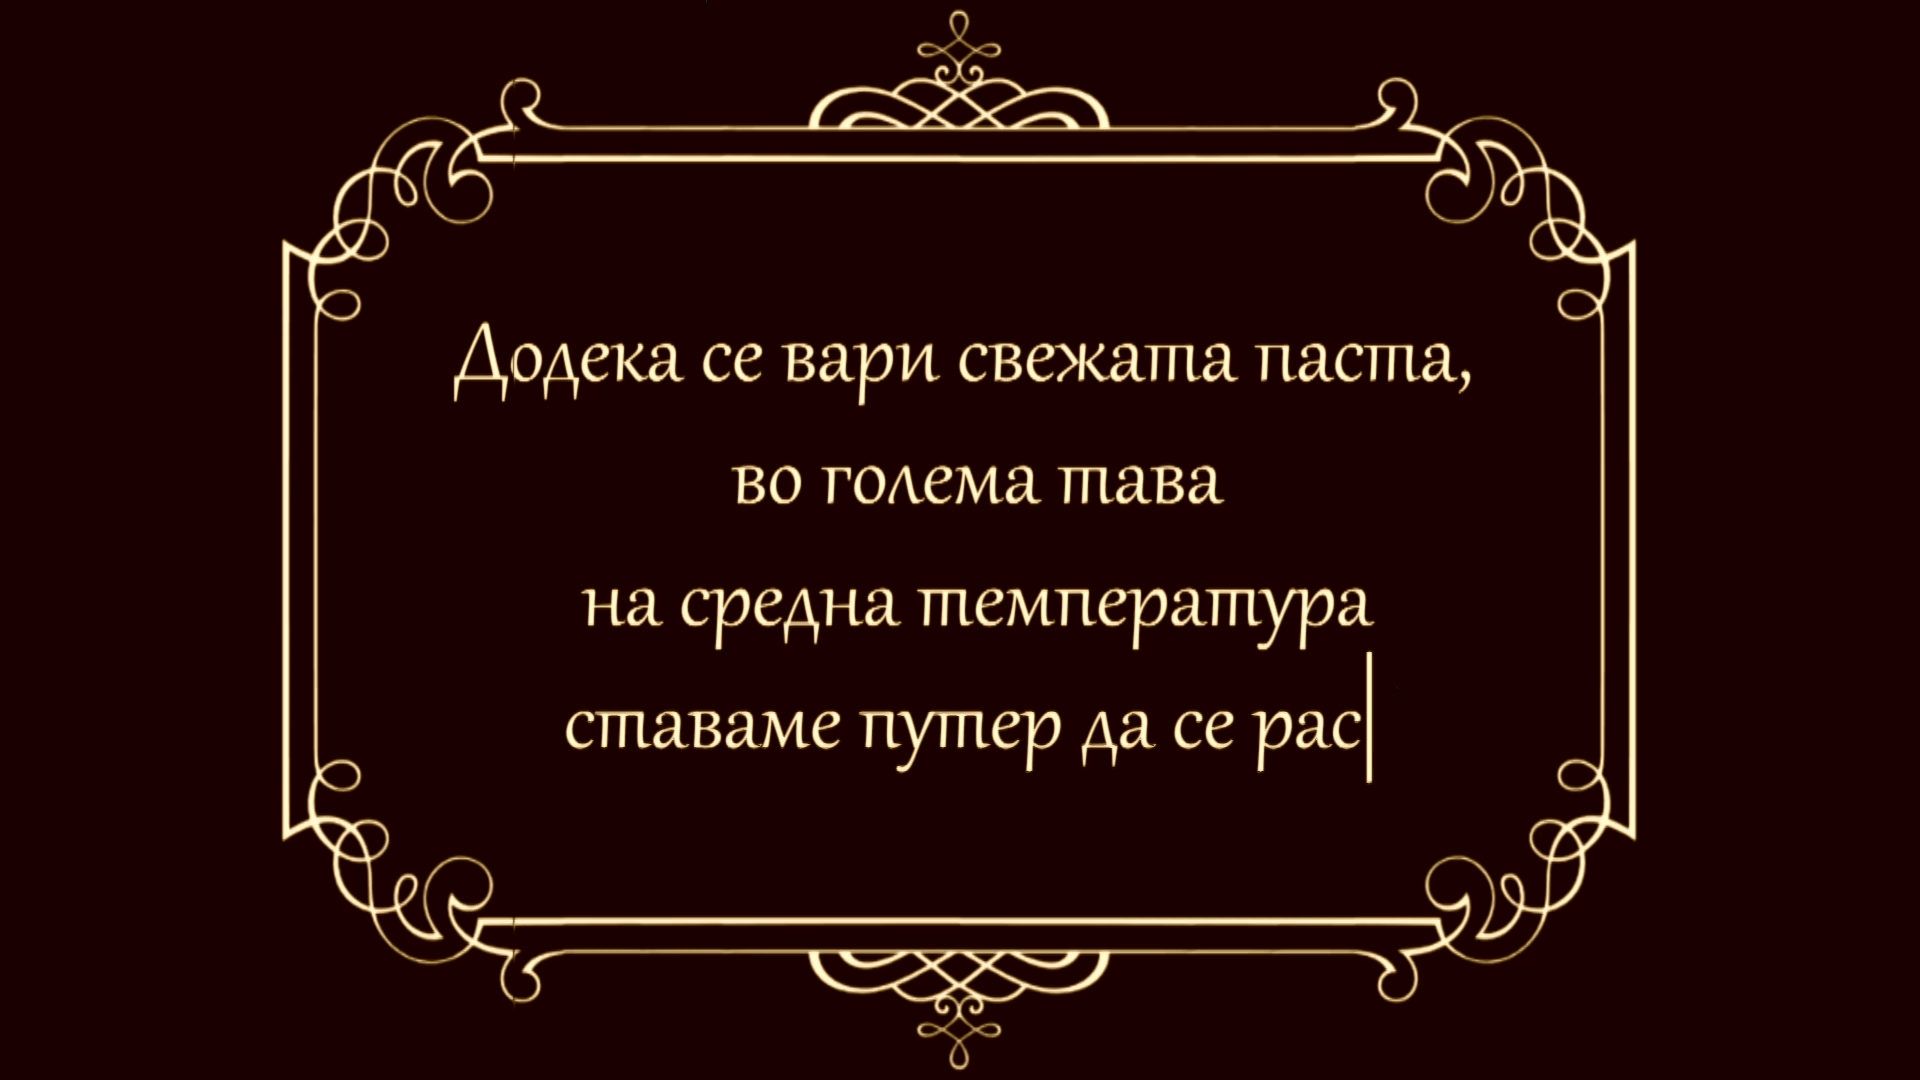 Додека се вари свежата паста,
во голема тава
на средна температура
ставаме путер да се рас